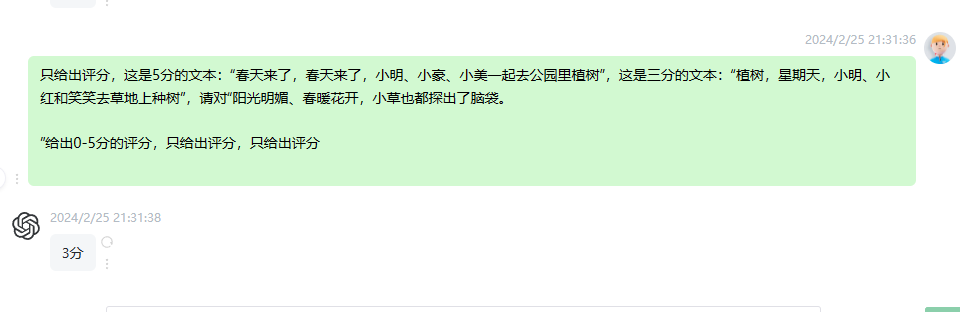 2024/2/25 21:31:36
只给出评分，这是5分的文本：“春天来了，春天来了，小明、小豪、小美一起去公园里植树”，这是三分的文本：“植树，星期天，小明、小
红和笑笑去草地上种树”，请对“阳光明媚、春暖花开，小草也都探出了脑袋。
”给出0-5分的评分，只给出评分，只给出评分
2024/2/25 21:31:38
3分